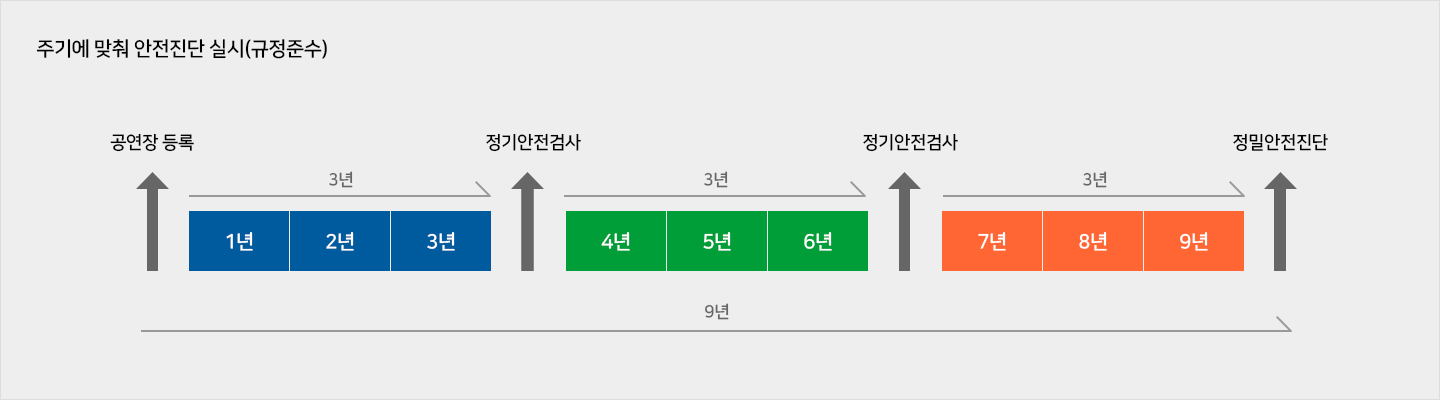 주기에 맞춰 안전진단 실시(규정준수)
공연장 등록
정기안전검사
정기안전검사
정밀안전진단
3년
3년
3년
1년
2년
3년
4년
5년
6년
7년
8년
9년
9년